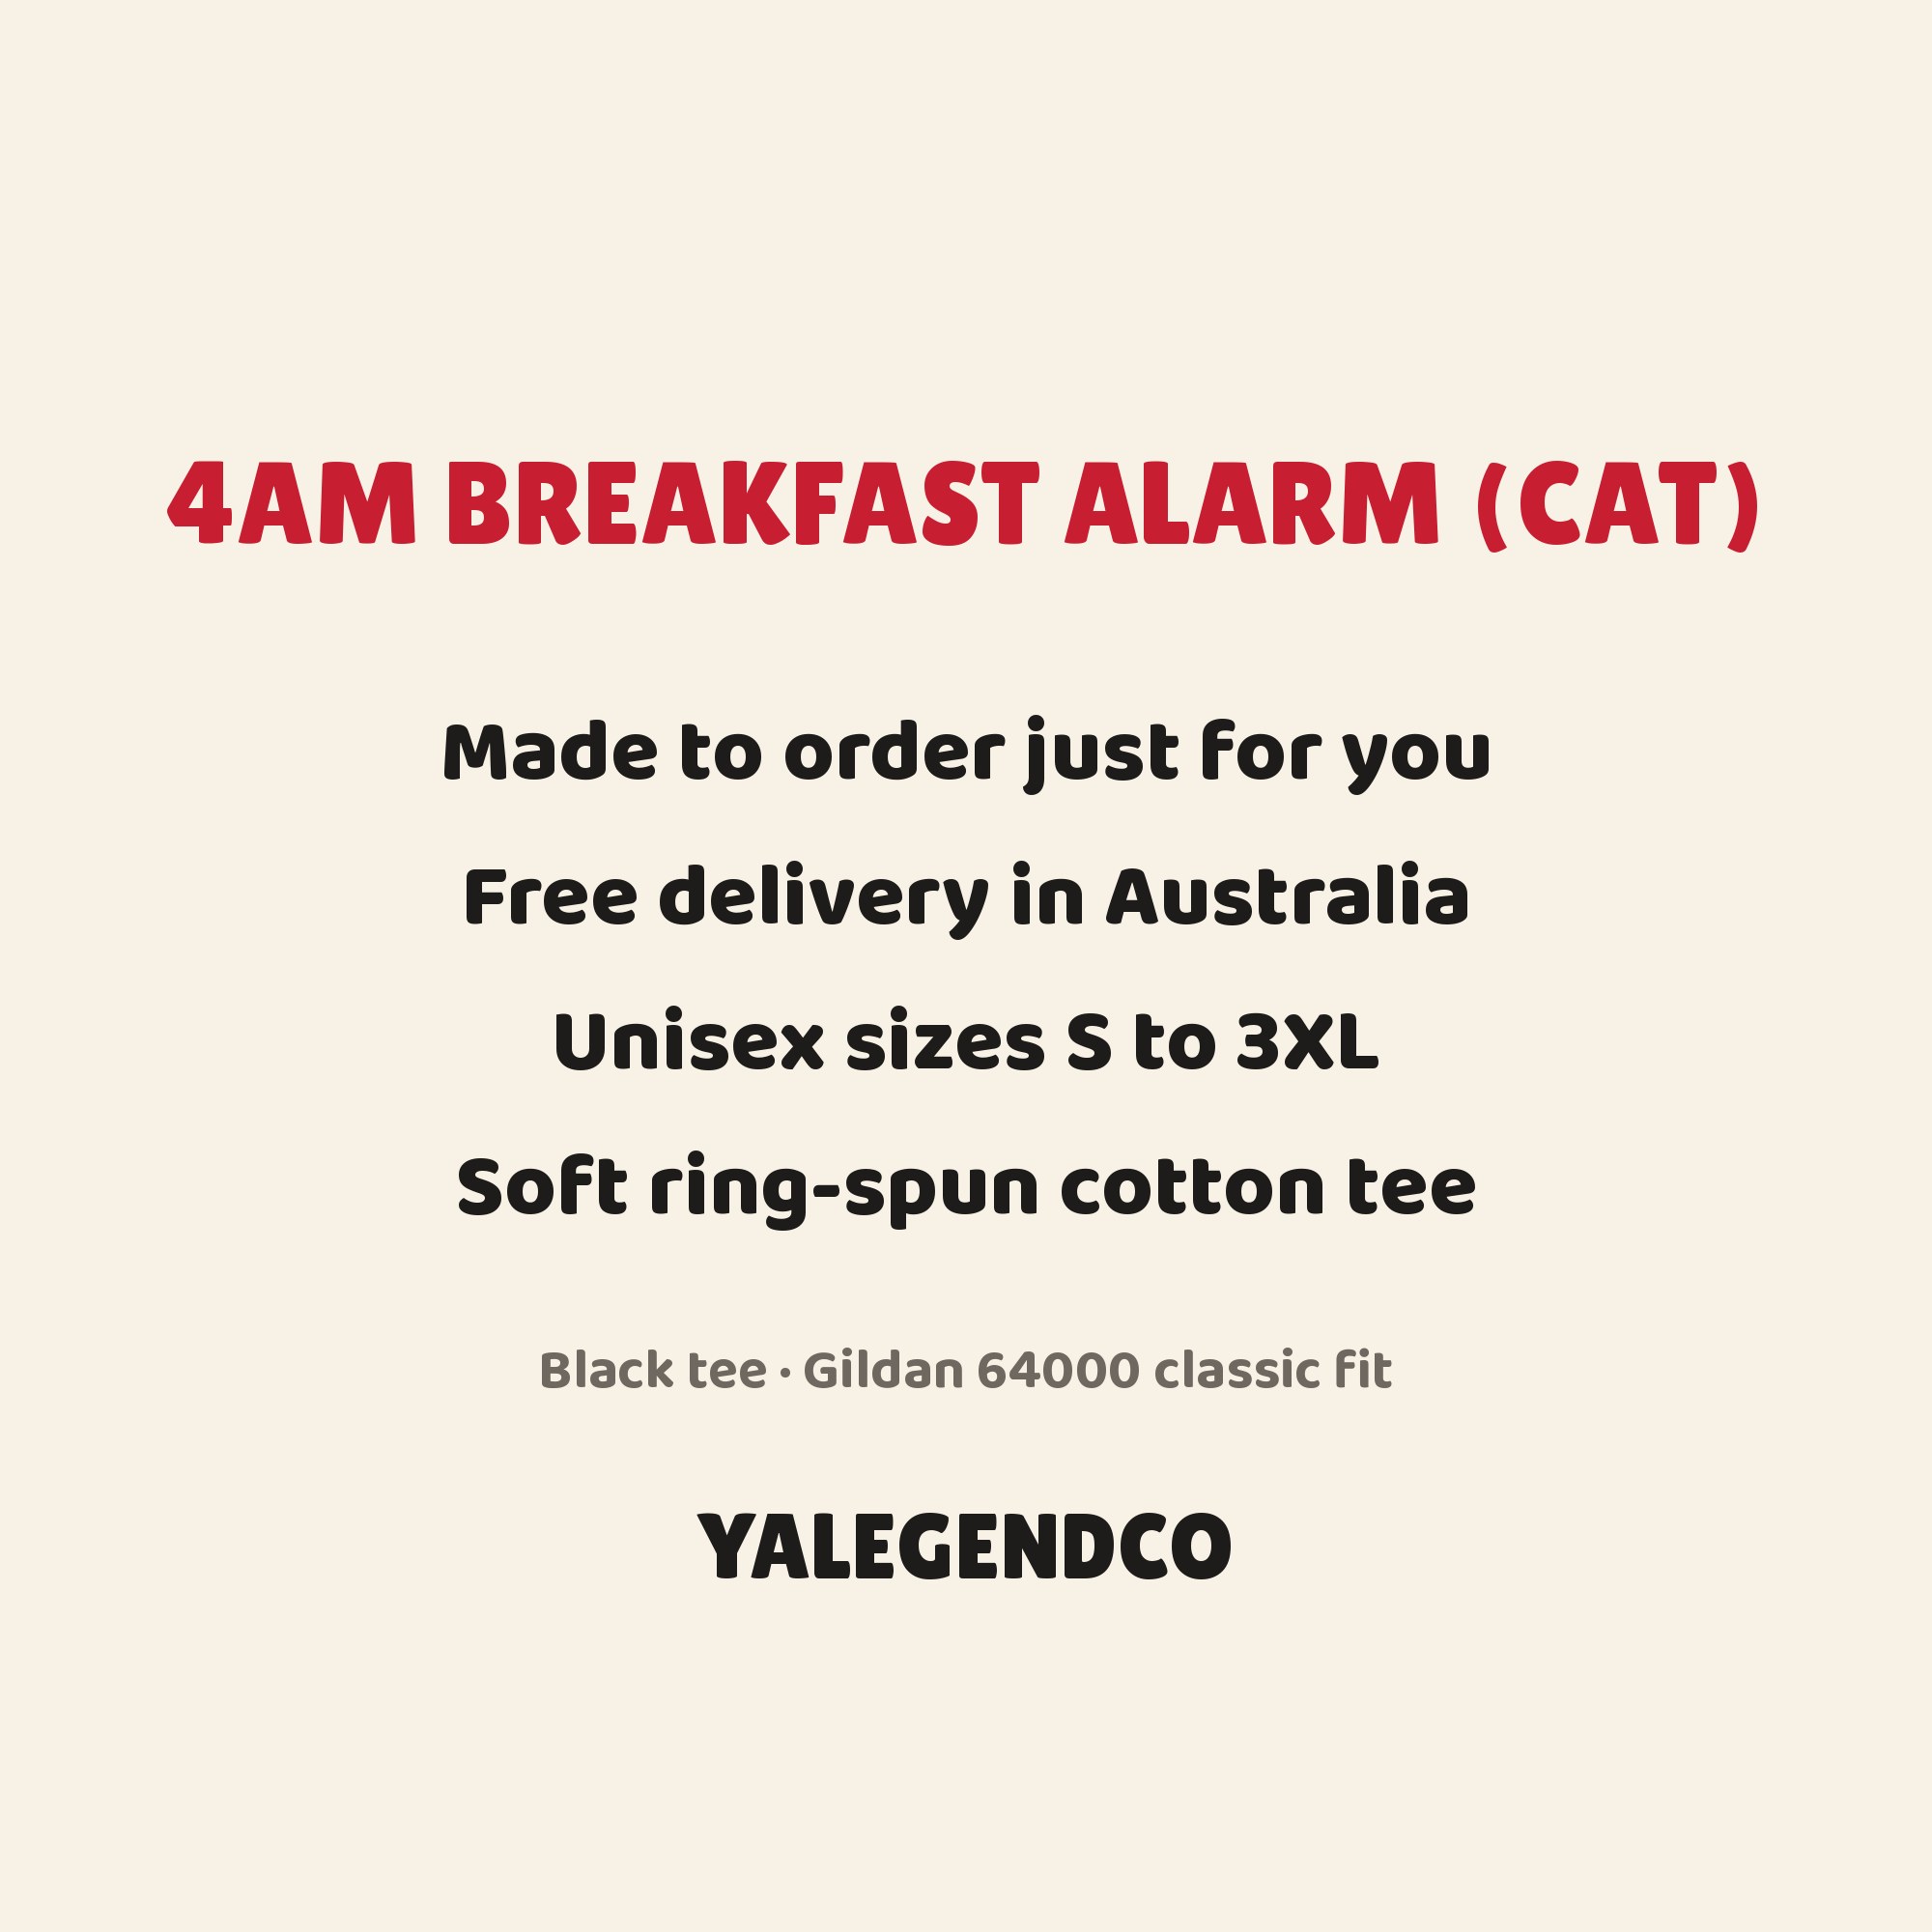 4AM BREAKFAST ALARM (CAT)
Made to order just for you
Free delivery in Australia
Unisex sizes S to 3XL
Soft ring-spun cotton tee
Black tee · Gildan 64000 classic fit
YALEGENDCO